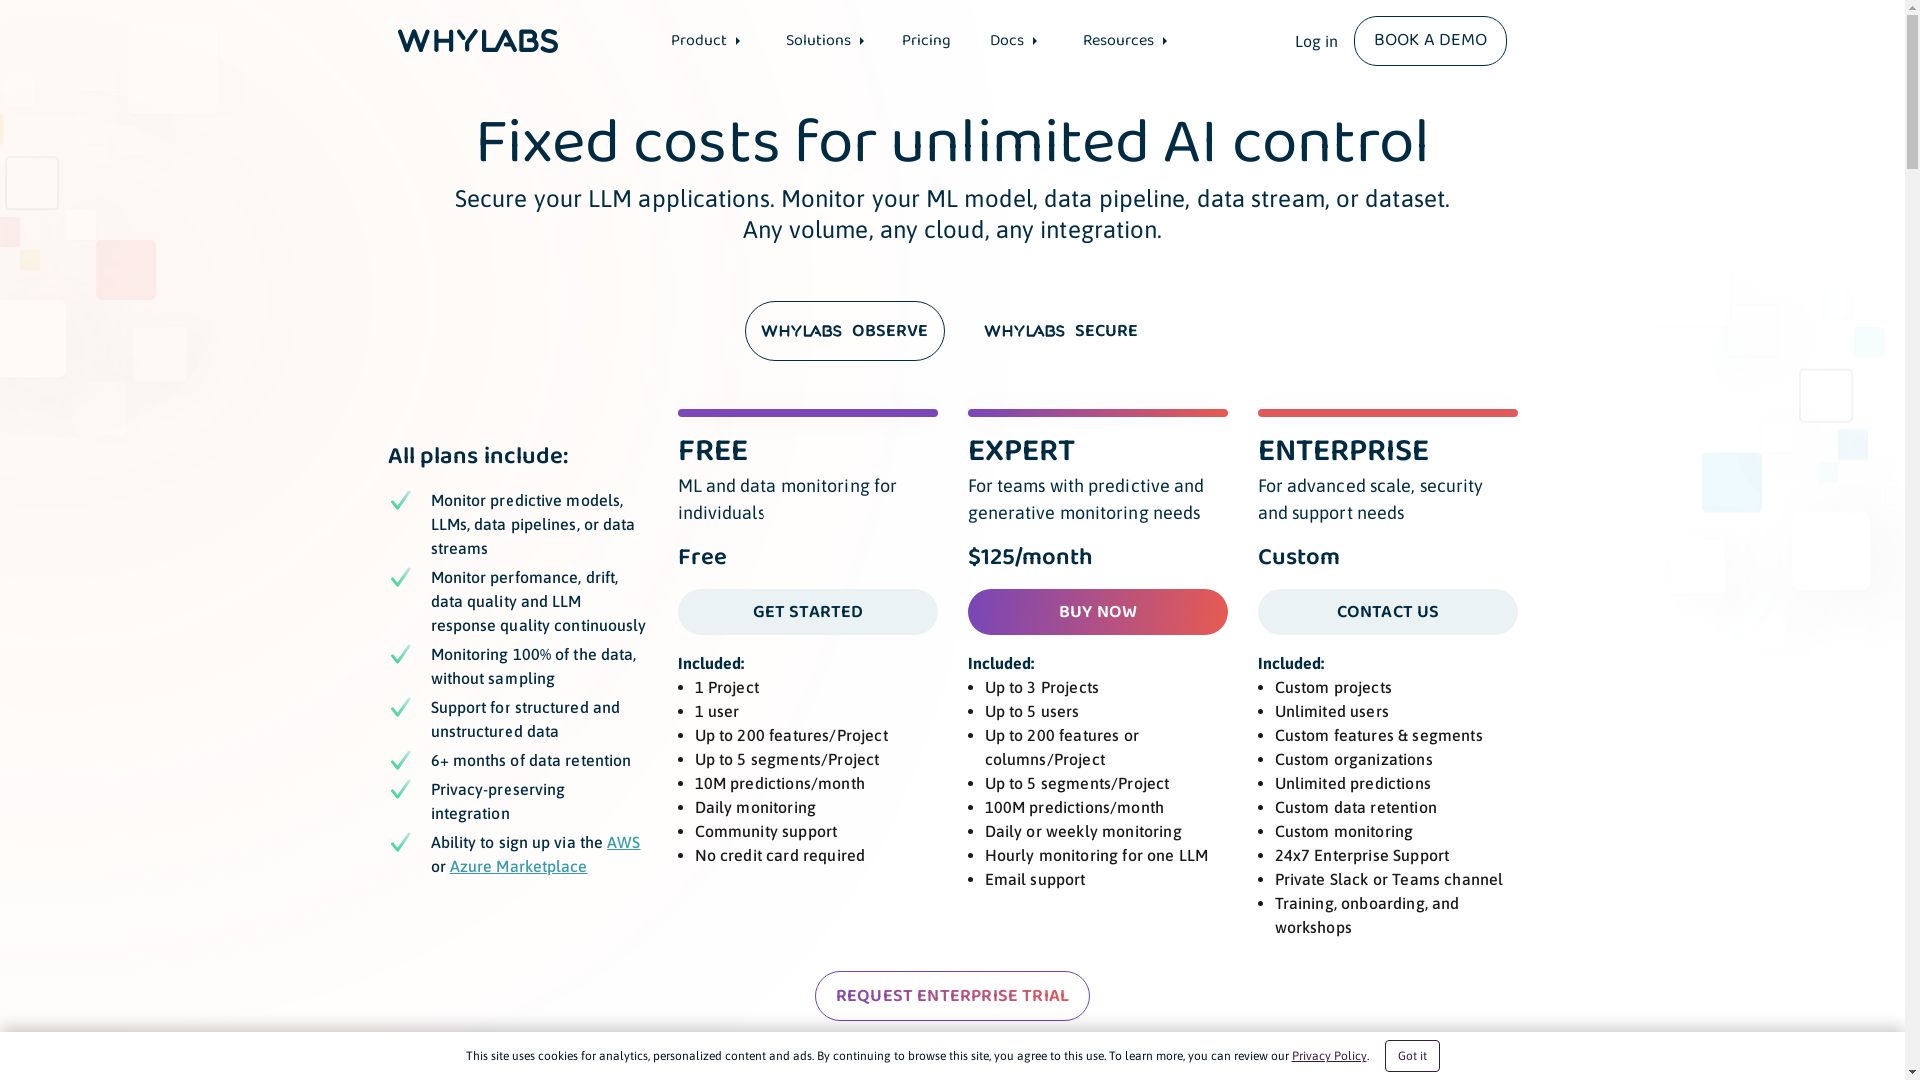 WHYLABS
Product
Solutions
Pricing
Docs
Resources
Log in
BOOK A DEMO
Fixed costs for unlimited AI control
Secure your LLM applications. Monitor your ML model, data pipeline, data stream, or dataset.
Any volume, any cloud, any integration.
WHYLABS OBSERVE
WHYLABS SECURE
All plans include:
Monitor predictive models,
LLMs, data pipelines, or data
streams
Monitor perfomance, drift,
data quality and LLM
response quality continuously
Monitoring 100% of the data,
without sampling
Support for structured and
unstructured data
6+ months of data retention
Privacy-preserving
integration
Ability to sign up via the AWS
or Azure Marketplace
FREE
ML and data monitoring for
individuals
Free
GET STARTED
Included:
• 1 Project
• 1 user
• Up to 200 features/Project
• Up to 5 segments/Project
• 10M predictions/month
• Daily monitoring
• Community support
• No credit card required
EXPERT
For teams with predictive and
generative monitoring needs
$125/month
BUY NOW
Included:
• Up to 3 Projects
• Up to 5 users
• Up to 200 features or
columns/Project
• Up to 5 segments/Project
• 100M predictions/month
• Daily or weekly monitoring
• Hourly monitoring for one LLM
• Email support
ENTERPRISE
For advanced scale, security
and support needs
Custom
CONTACT US
Included:
• Custom projects
• Unlimited users
• Custom features & segments
• Custom organizations
• Unlimited predictions
• Custom data retention
• Custom monitoring
• 24x7 Enterprise Support
• Private Slack or Teams channel
• Training, onboarding, and
workshops
REQUEST ENTERPRISE TRIAL
This site uses cookies for analytics, personalized content and ads. By continuing to browse this site, you agree to this use. To learn more, you can review our Privacy Policy.
Got it